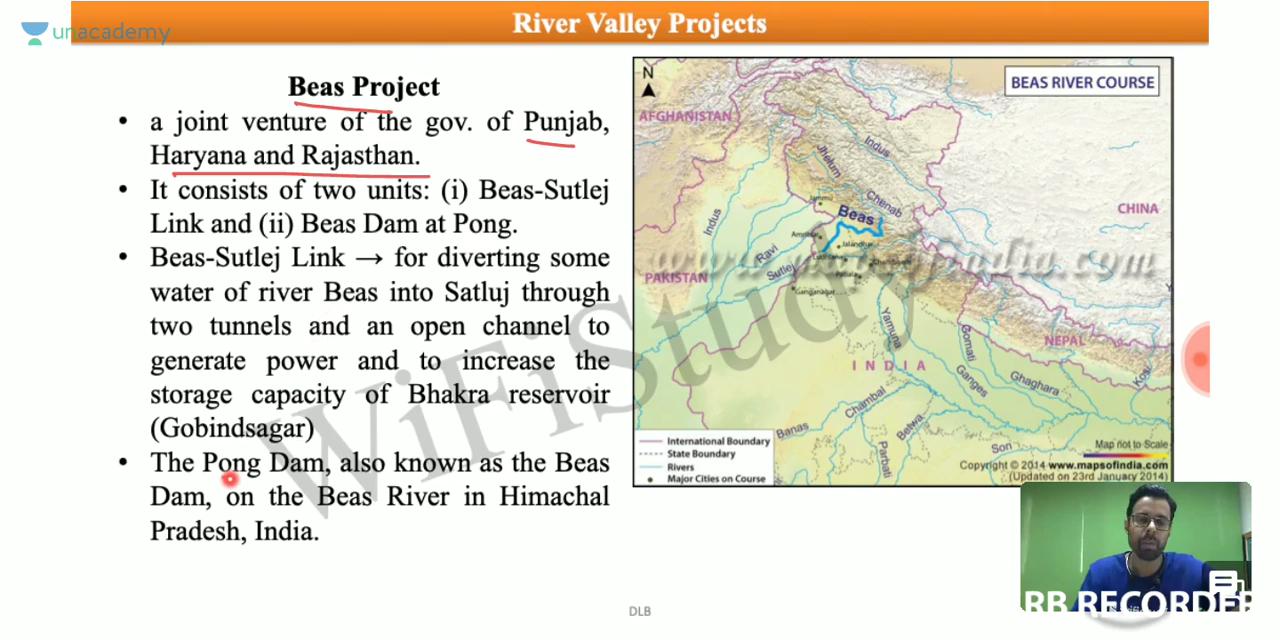 unacademy
River Valley Projects
Beas Project
• a joint venture of the gov. of Punjab,
Haryana and Rajasthan.
• It consists of two units: (i) Beas-Sutlej
Link and (ii) Beas Dam at Pong.
• Beas-Sutlej Link → for diverting some
water of river Beas into Satluj through
two tunnels and an open channel to
generate power and to increase the
storage capacity of Bhakra reservoir
(Gobindsagar)
• The Pong Dam, also known as the Beas
Dam, on the Beas River in Himachal
Pradesh, India.
WiFiStudy
N
BEAS RIVER COURSE
AFGHANISTAN
Indus
Jhelum
Chenab
Jammu
CHINA
Beas
Indus
Amritsar
Jalandhar
Ravi
Sutlej
PAKISTAN
Ganganagar
Yamuna
NEPAL
Gomati
Kosi
INDIA
Ganges
Ghaghara
Chambal
Banas
Betwa
Parbati
Son
International Boundary
State Boundary
Rivers
Major Cities on Course
Map not to Scale
Copyright © 2014 www.mapsofindia.com
(Updated on 23rd January 2014)
RB RECORDER
DLB